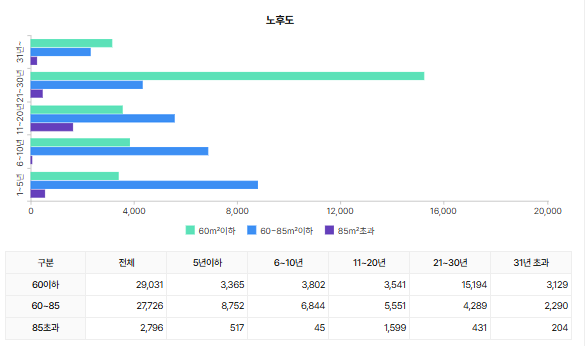 노후도
31년~
21~30년
11~20년
6~10년
1~5년
0 4,000 8,000 12,000 16,000 20,000
60m²이하 60~85m²이하 85m²초과
구분 전체 5년이하 6~10년 11~20년 21~30년 31년 초과
60이하 29,031 3,365 3,802 3,541 15,194 3,129
60~85 27,726 8,752 6,844 5,551 4,289 2,290
85초과 2,796 517 45 1,599 431 204